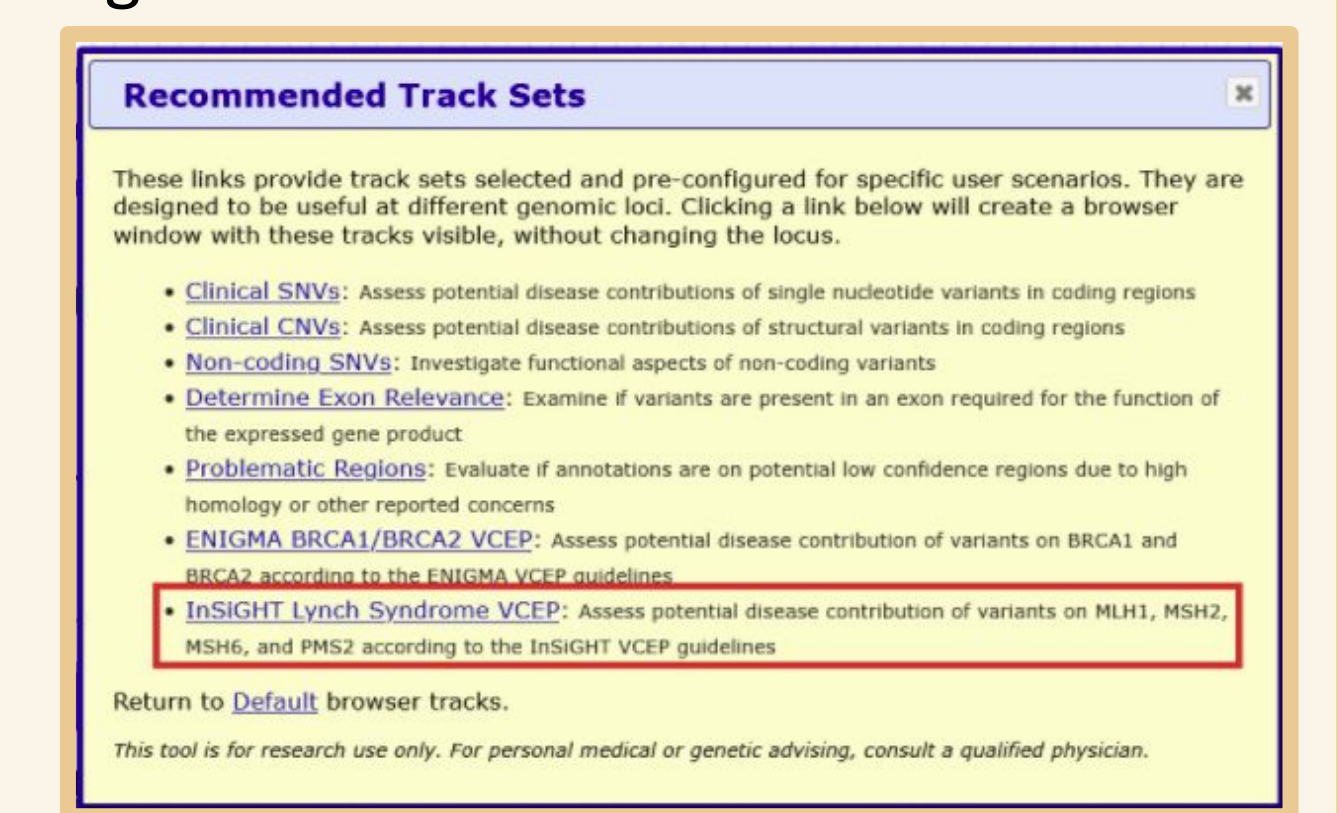 Recommended Track Sets
These links provide track sets selected and pre-configured for specific user scenarios. They are
designed to be useful at different genomic loci. Clicking a link below will create a browser
window with these tracks visible, without changing the locus.
• Clinical SNVs: Assess potential disease contributions of single nucleotide variants in coding regions
• Clinical CNVs: Assess potential disease contributions of structural variants in coding regions
• Non-coding SNVs: Investigate functional aspects of non-coding variants
• Determine Exon Relevance: Examine if variants are present in an exon required for the function of
the expressed gene product
• Problematic Regions: Evaluate if annotations are on potential low confidence regions due to high
homology or other reported concerns
• ENIGMA BRCA1/BRCA2 VCEP: Assess potential disease contribution of variants on BRCA1 and
BRCA2 according to the ENIGMA VCEP guidelines
• InSiGHT Lynch Syndrome VCEP: Assess potential disease contribution of variants on MLH1, MSH2,
MSH6, and PMS2 according to the InSiGHT VCEP guidelines
Return to Default browser tracks.
This tool is for research use only. For personal medical or genetic advising, consult a qualified physician.